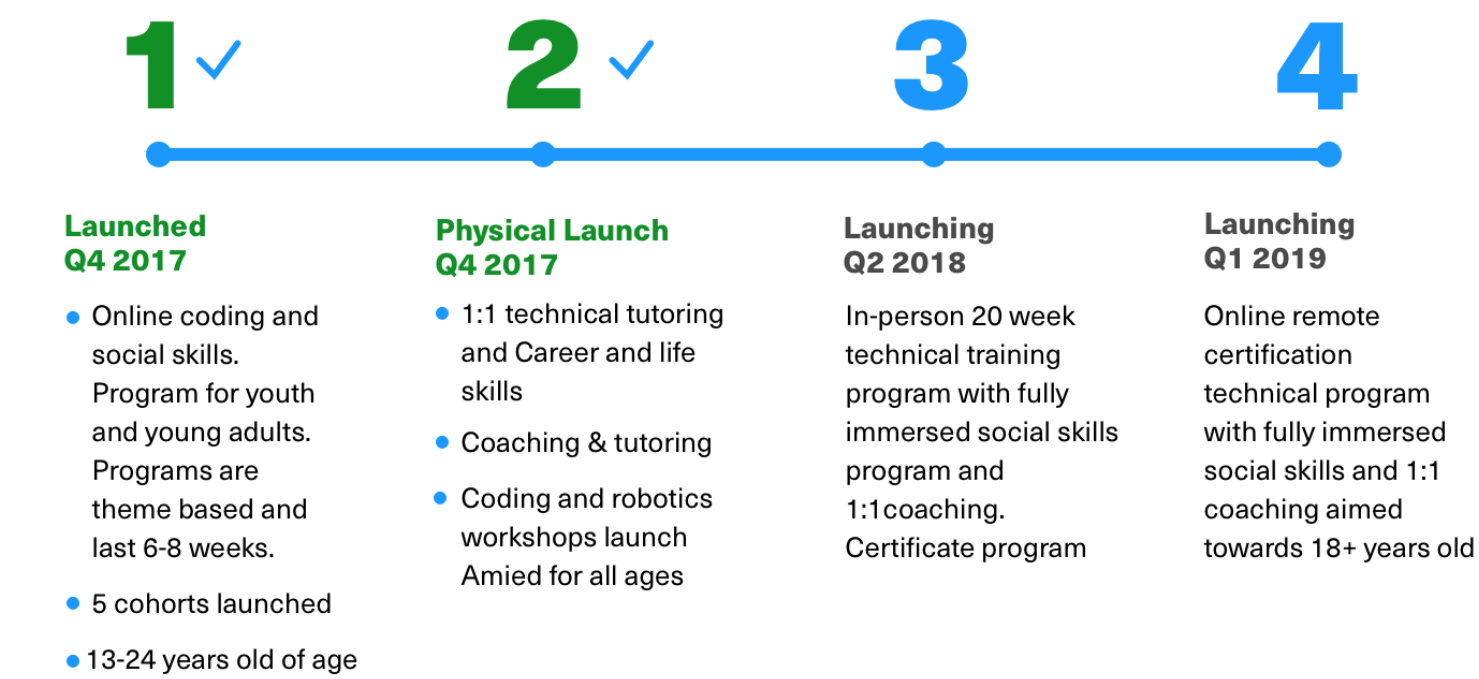 1
Launched
Q4 2017
Online coding and
social skills.
Program for youth
and young adults.
Programs are
theme based and
last 6-8 weeks.
5 cohorts launched
13-24 years old of age
2
Physical Launch
Q4 2017
1:1 technical tutoring
and Career and life
skills
Coaching & tutoring
Coding and robotics
workshops launch
Amied for all ages
3
Launching
Q2 2018
In-person 20 week
technical training
program with fully
immersed social skills
program and
1:1coaching.
Certificate program
4
Launching
Q1 2019
Online remote
certification
technical program
with fully immersed
social skills and 1:1
coaching aimed
towards 18+ years old